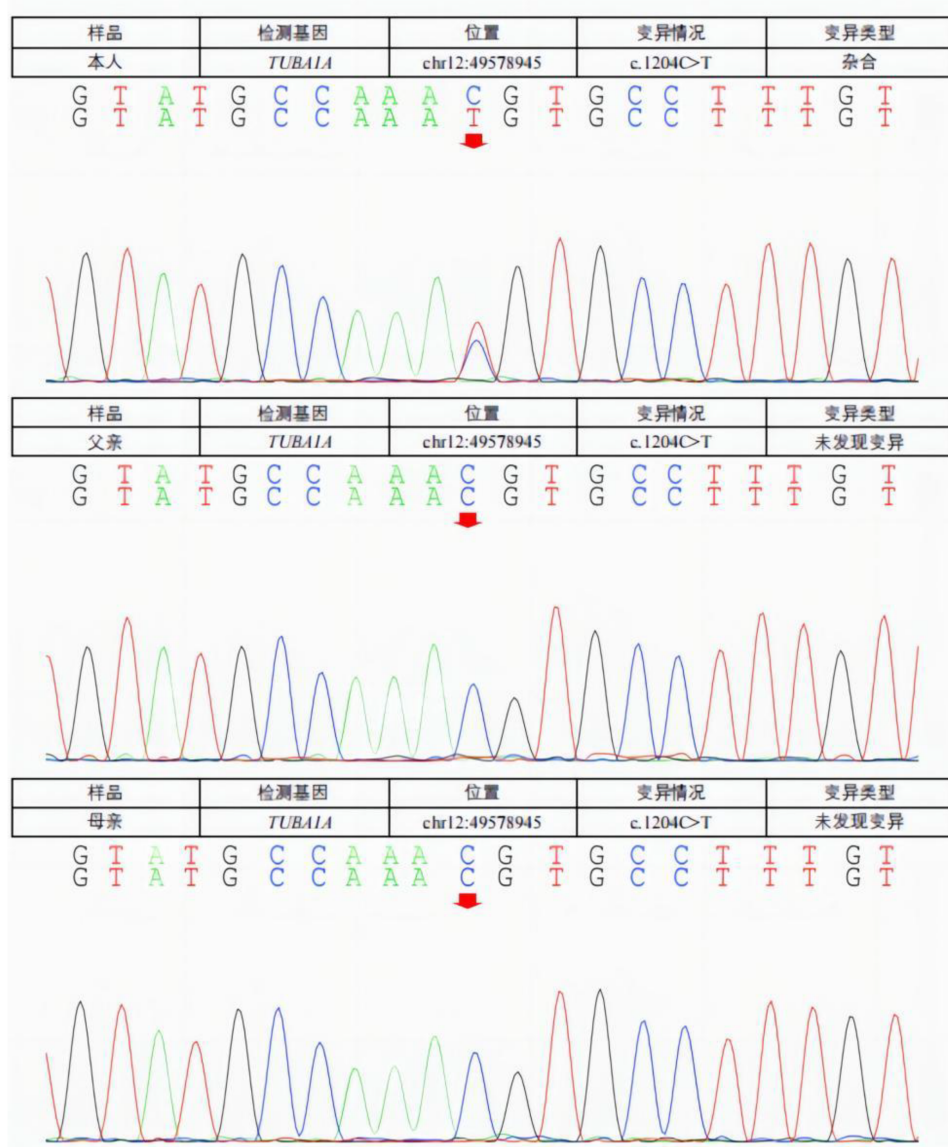 样品 检测基因 位置 变异情况 变异类型
本人 TUBA1A chr12:49578945 c.1204C>T 杂合
G T A T G C C A A A C G T G C C T T T G T
G T A T G C C A A A T G T G C C T T T G T
样品 检测基因 位置 变异情况 变异类型
父亲 TUBA1A chr12:49578945 c.1204C>T 未发现变异
G T A T G C C A A A C G T G C C T T T G T
G T A T G C C A A A C G T G C C T T T G T
样品 检测基因 位置 变异情况 变异类型
母亲 TUBA1A chr12:49578945 c.1204C>T 未发现变异
G T A T G C C A A A C G T G C C T T T G T
G T A T G C C A A A C G T G C C T T T G T